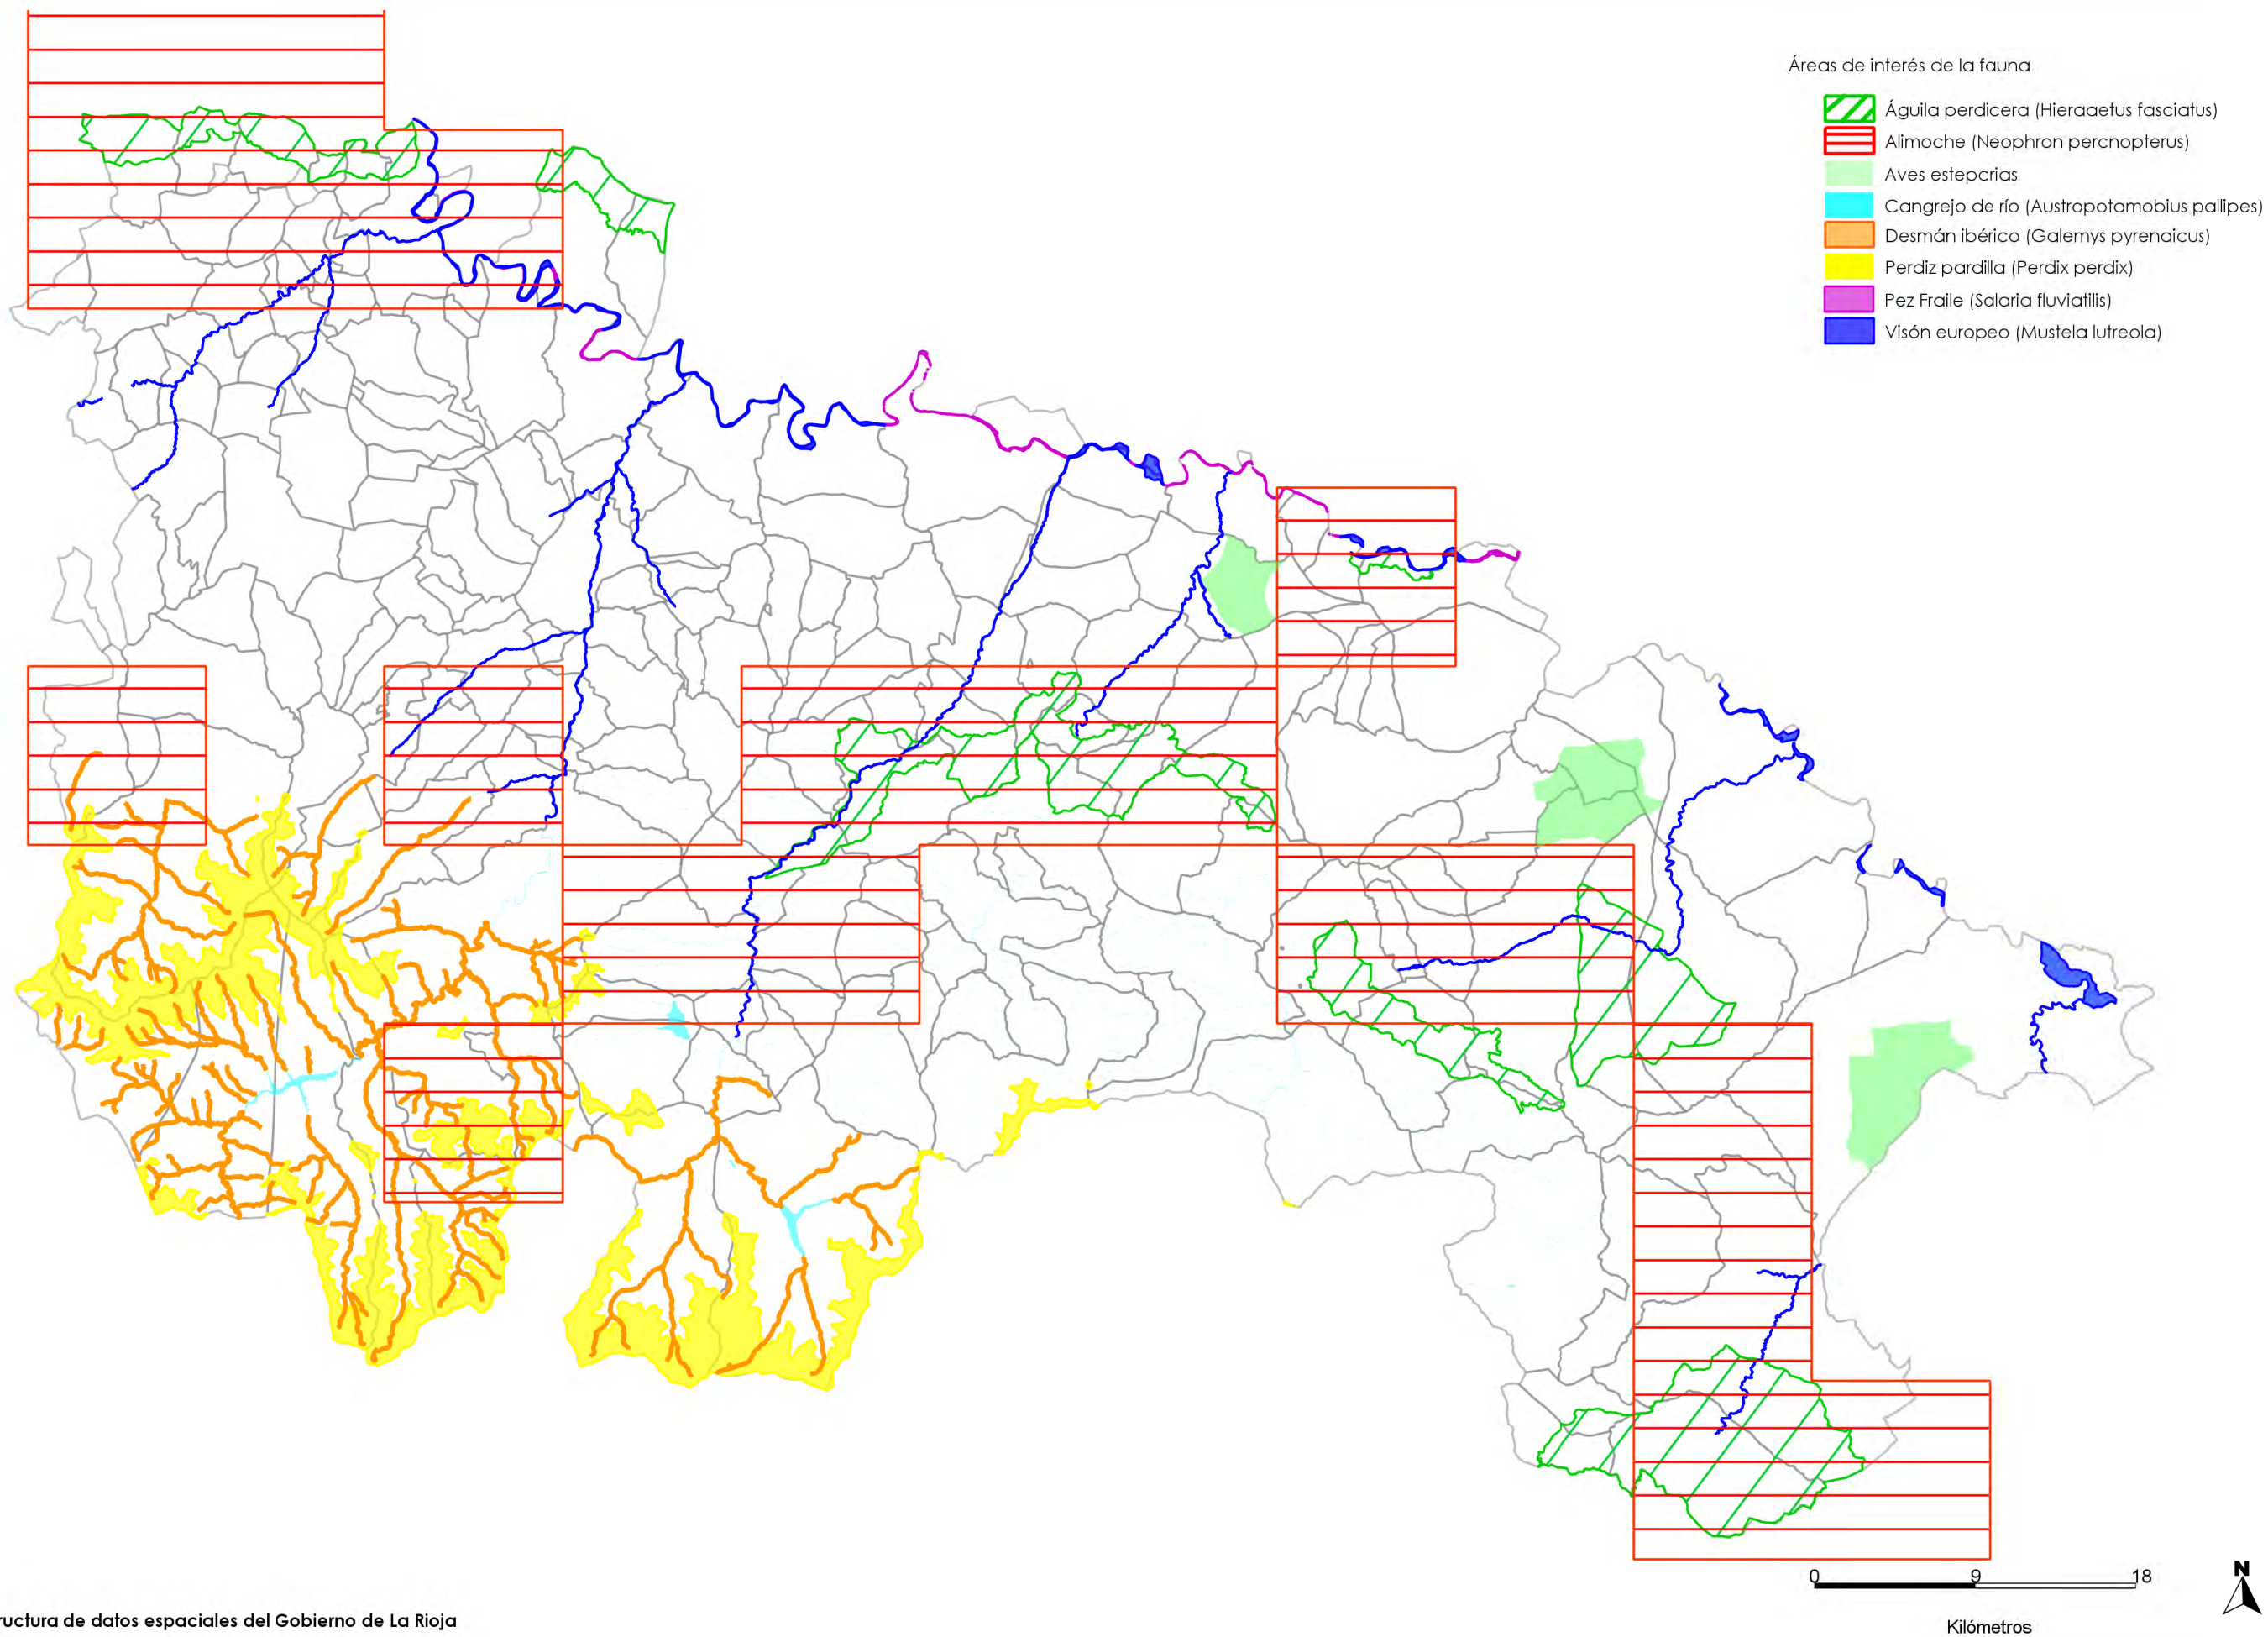 Áreas de interés de la fauna
Águila perdicera (Hieraaetus fasciatus)
Alimoche (Neophron percnopterus)
Aves esteparias
Cangrejo de río (Austropotamobius pallipes)
Desmán ibérico (Galemys pyrenaicus)
Perdiz pardilla (Perdix perdix)
Pez Fraile (Salaria fluviatilis)
Visón europeo (Mustela lutreola)
0 9 18
N
Kilómetros
ructura de datos espaciales del Gobierno de La Rioja